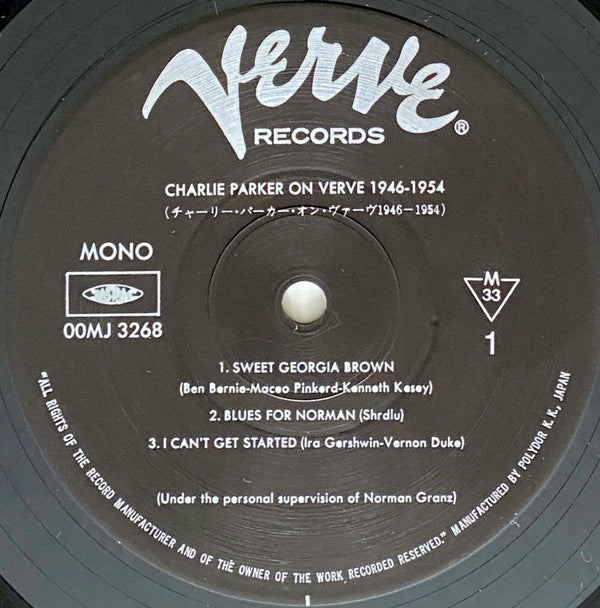 Verve
RECORDS
®
CHARLIE PARKER ON VERVE 1946-1954
(チャーリー・パーカー・オン・ヴァーヴ1946-1954)
MONO
00MJ 3268
M
33
1
1. SWEET GEORGIA BROWN
(Ben Bernie-Maceo Pinkard-Kenneth Kasey)
2. BLUES FOR NORMAN (Shrdlu)
3. I CAN'T GET STARTED (Ira Gershwin-Vernon Duke)
(Under the personal supervision of Norman Granz)
"ALL RIGHTS OF THE RECORD MANUFACTURER AND OF THE OWNER OF THE WORK RECORDED RESERVED." MANUFACTURED BY POLYDOR K. K., JAPAN